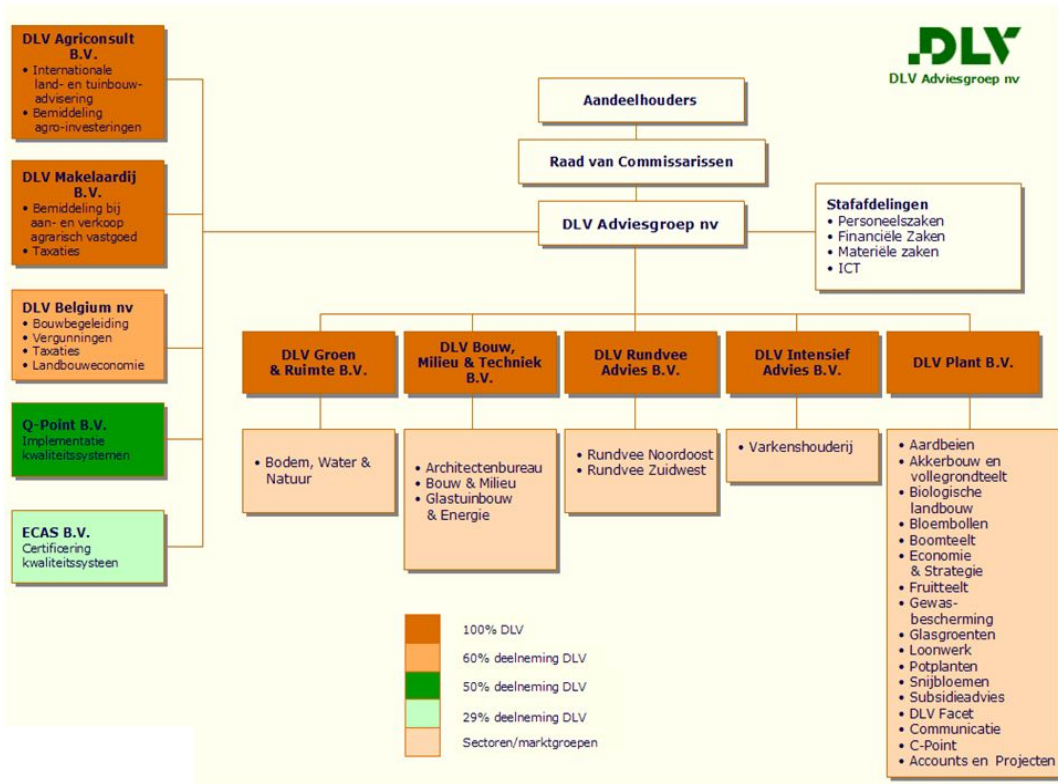 DLV
DLV Adviesgroep nv
Aandeelhouders
Raad van Commissarissen
DLV Adviesgroep nv
Stafafdelingen
• Personeelszaken
• Financiële Zaken
• Materiële zaken
• ICT
DLV Agriconsult
B.V.
• Internationale
land- en tuinbouw-
advisering
• Bemiddeling
agro-investeringen
DLV Makelaardij
B.V.
• Bemiddeling bij
aan- en verkoop
agrarisch vastgoed
• Taxaties
DLV Belgium nv
• Bouwbegeleiding
• Vergunningen
• Taxaties
• Landbouweconomie
Q-Point B.V.
Implementatie
kwaliteitssystemen
ECAS B.V.
Certificering
kwaliteitssysteen
DLV Groen
& Ruimte B.V.
• Bodem, Water &
Natuur
DLV Bouw,
Milieu & Techniek
B.V.
• Architectenbureau
• Bouw & Milieu
• Glastuinbouw
& Energie
DLV Rundvee
Advies B.V.
• Rundvee Noordoost
• Rundvee Zuidwest
DLV Intensief
Advies B.V.
• Varkenshouderij
DLV Plant B.V.
• Aardbeien
• Akkerbouw en
vollegrondteelt
• Biologische
landbouw
• Bloembollen
• Boomteelt
• Economie
& Strategie
• Fruitteelt
• Gewas-
bescherming
• Glasgroenten
• Loonwerk
• Potplanten
• Snijbloemen
• Subsidieadvies
• DLV Facet
• Communicatie
• C-Point
• Accounts en Projecten
100% DLV
60% deelneming DLV
50% deelneming DLV
29% deelneming DLV
Sectoren/marktgroepen